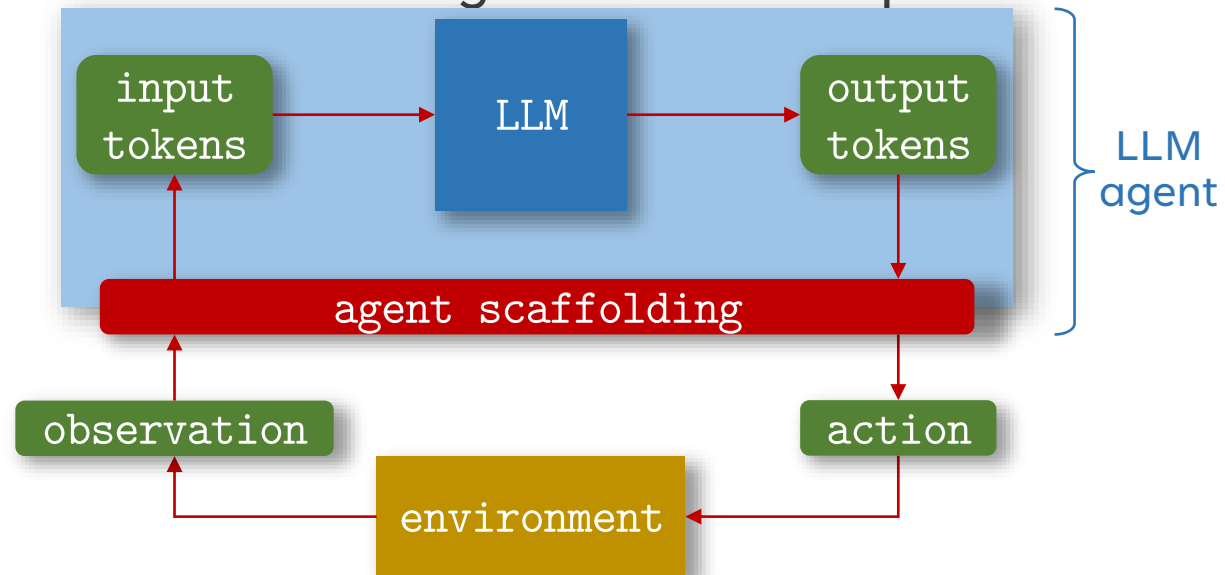 input
tokens
LLM
output
tokens
LLM
agent
agent scaffolding
observation
action
environment